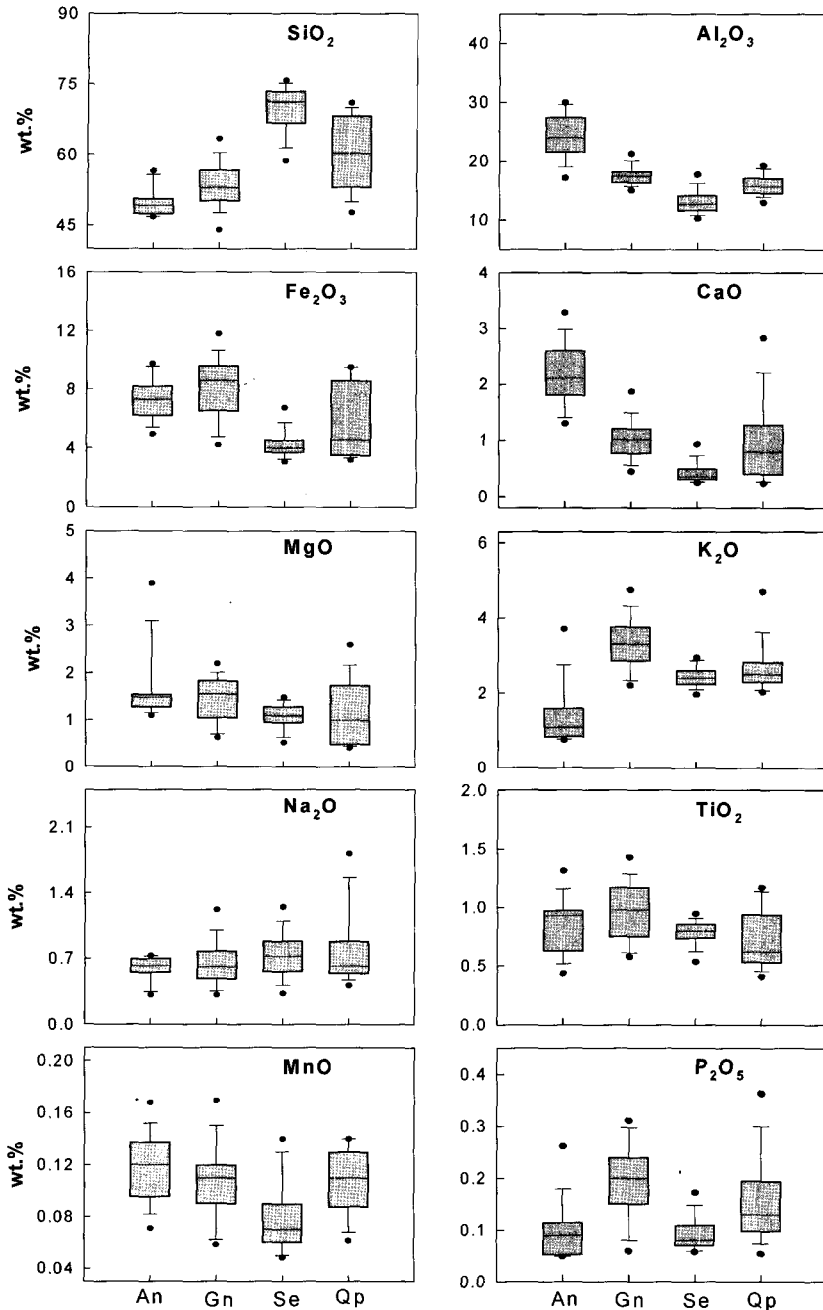 SiO₂
Al₂O₃
wt.%
90
75
60
45
40
30
20
10
Fe₂O₃
CaO
wt.%
16
12
8
4
0
4
3
2
1
0
MgO
K₂O
wt.%
5
4
3
2
1
0
6
4
2
0
Na₂O
TiO₂
wt.%
2.1
1.4
0.7
0.0
2.0
1.5
1.0
0.5
0.0
MnO
P₂O₅
wt.%
0.20
0.16
0.12
0.08
0.04
0.4
0.3
0.2
0.1
0.0
An Gn Se Qp
An Gn Se Qp